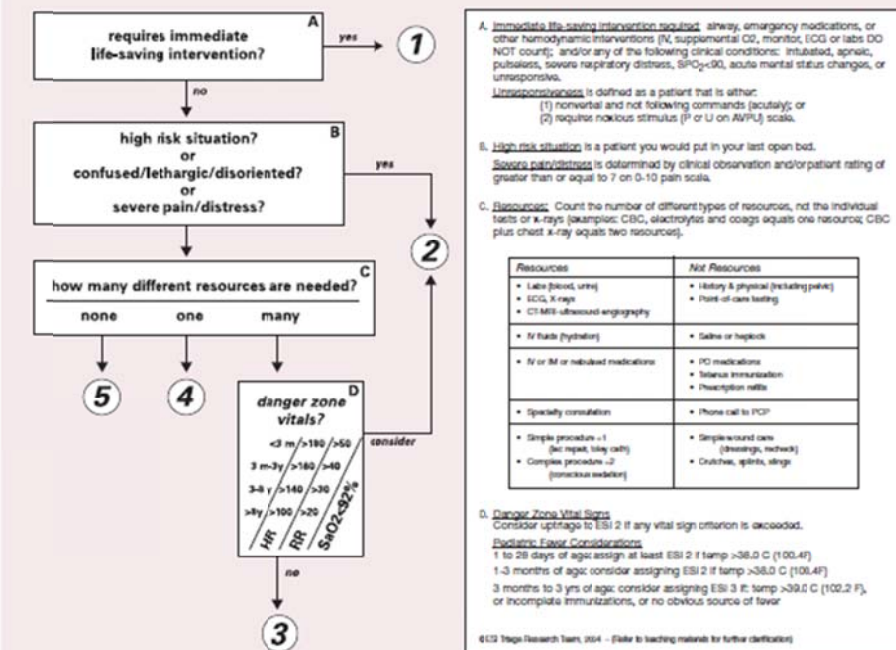 A
requires immediate
life-saving intervention?
yes
1
no
B
high risk situation?
or
confused/lethargic/disoriented?
or
severe pain/distress?
yes
2
C
how many different resources are needed?
none one many
5
4
D
danger zone
vitals?
<3 m >180 >50
3 m-3y >160 >40
3-8 y >140 >30
>8y >100 >20
HR RR SaO2<92%
consider
no
3
A. Immediate life-saving intervention required: airway, emergency medications, or
other hemodynamic interventions (IV, supplemental O2, monitor, ECG or labs DO
NOT count); and/or any of the following clinical conditions: intubated, apneic,
pulseless, severe respiratory distress, SPO2<90, acute mental status changes, or
unresponsive.
Unresponsiveness is defined as a patient that is either:
(1) nonverbal and not following commands (acutely); or
(2) requires noxious stimulus (P or U on AVPU) scale.
B. High risk situation is a patient you would put in your last open bed.
Severe pain/distress is determined by clinical observation and/or patient rating of
greater than or equal to 7 on 0-10 pain scale.
C. Resources: Count the number of different types of resources, not the individual
tests or x-rays (examples: CBC, electrolytes and coags equals one resource; CBC
plus chest x-ray equals two resources).
Resources Not Resources
• Labs (blood, urine)
• ECG, X-rays
• CT-MRI-ultrasound-angiography
• History & physical (including pelvic)
• Point-of-care testing
• IV fluids (hydration)
• Saline or heplock
• IV or IM or nebulized medications
• PO medications
• Tetanus immunization
• Prescription refills
• Specialty consultation
• Phone call to PCP
• Simple procedure =1
(lac repair, foley cath)
• Complex procedure =2
(conscious sedation)
• Simple wound care
(dressings, recheck)
• Crutches, splints, slings
D. Danger Zone Vital Signs
Consider uptriage to ESI 2 if any vital sign criterion is exceeded.
Pediatric Fever Considerations
1 to 28 days of age: assign at least ESI 2 if temp >38.0 C (100.4F)
1-3 months of age: consider assigning ESI 2 if temp >38.0 C (100.4F)
3 months to 3 yrs of age: consider assigning ESI 3 if: temp >39.0 C (102.2 F),
or incomplete immunizations, or no obvious source of fever
©ESI Triage Research Team, 2004 – (Refer to teaching materials for further clarification)